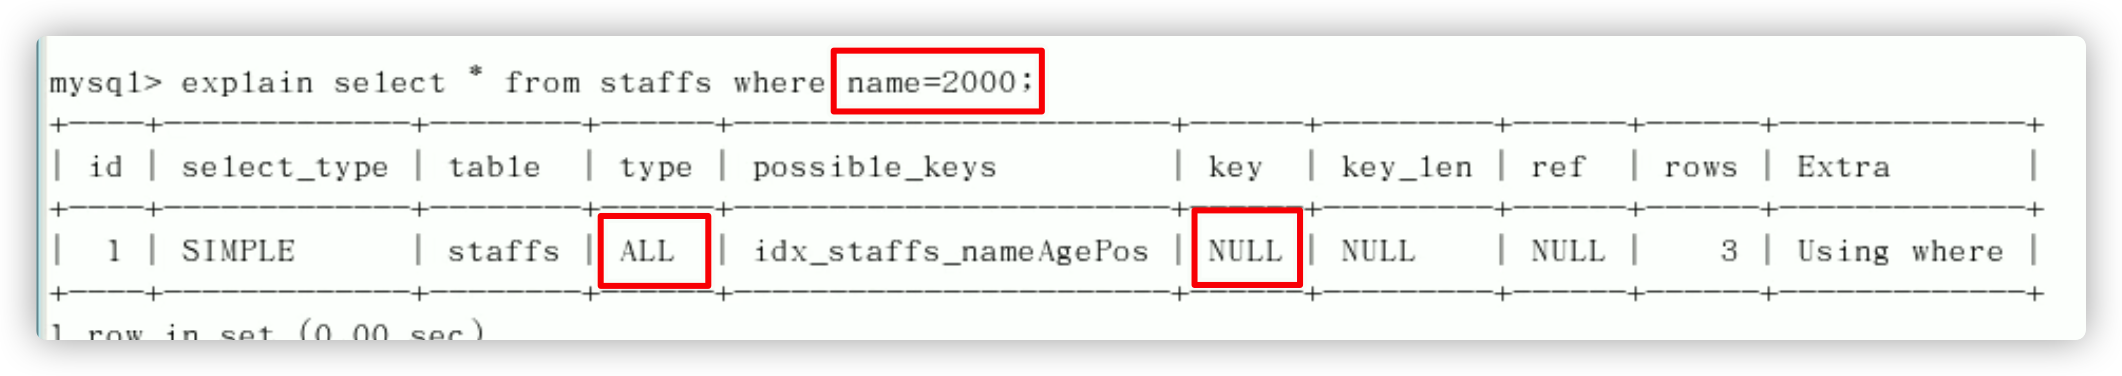 mysql> explain select * from staffs where name=2000;
+----+-------------+--------+------+-----------------------+------+---------+------+------+-------------+
| id | select_type | table | type | possible_keys | key | key_len | ref | rows | Extra |
+----+-------------+--------+------+-----------------------+------+---------+------+------+-------------+
| 1 | SIMPLE | staffs | ALL | idx_staffs_nameAgePos | NULL | NULL | NULL | 3 | Using where |
+----+-------------+--------+------+-----------------------+------+---------+------+------+-------------+
1 row in set (0.00 sec)